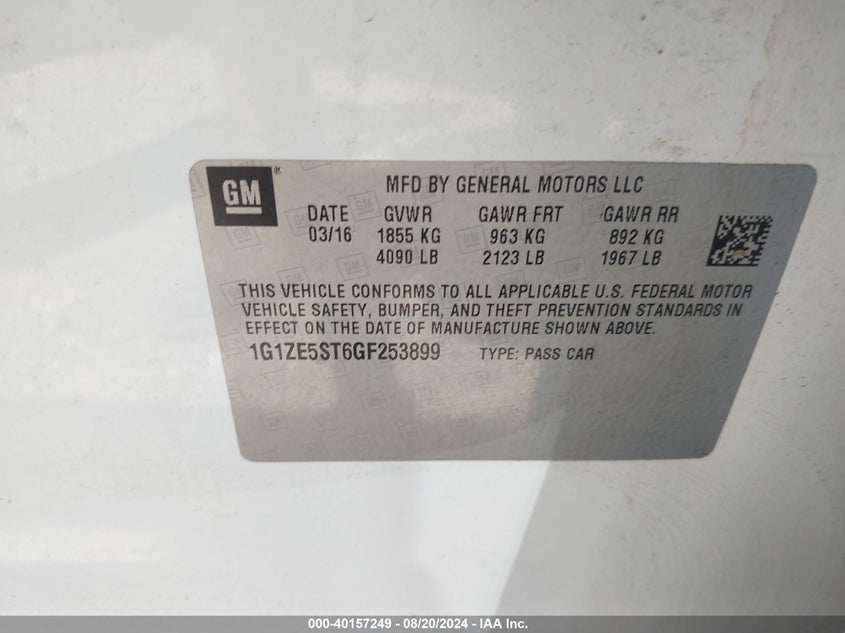 GM®
MFD BY GENERAL MOTORS LLC
DATE GVWR GAWR FRT GAWR RR
03/16 1855 KG 963 KG 892 KG
4090 LB 2123 LB 1967 LB
THIS VEHICLE CONFORMS TO ALL APPLICABLE U.S. FEDERAL MOTOR
VEHICLE SAFETY, BUMPER, AND THEFT PREVENTION STANDARDS IN
EFFECT ON THE DATE OF MANUFACTURE SHOWN ABOVE.
1G1ZE5ST6GF253899 TYPE: PASS CAR
000-40157249 - 08/20/2024 - IAA Inc.